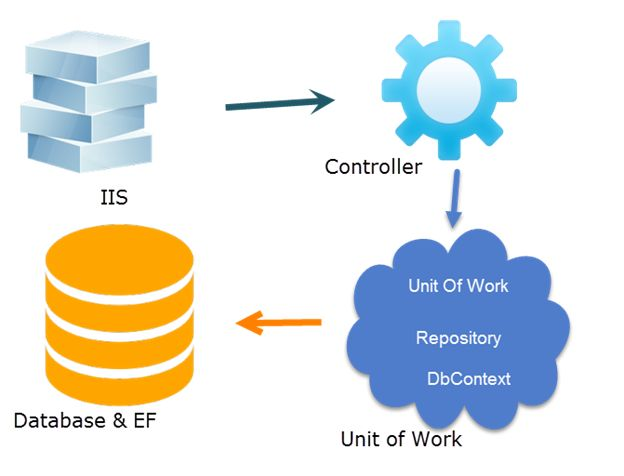 IIS
Controller
Unit Of Work
Repository
DbContext
Database & EF
Unit of Work